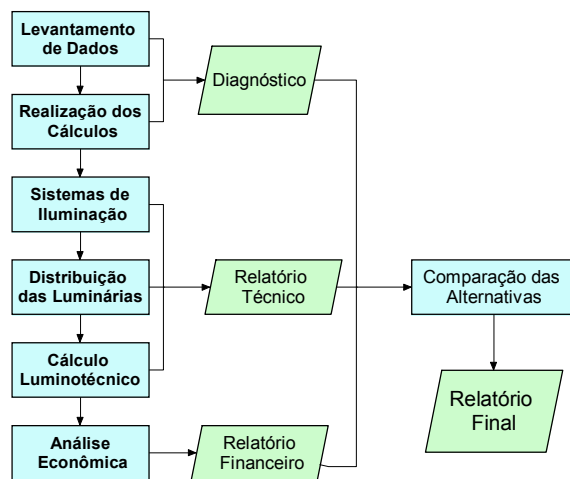 Levantamento
de Dados
Diagnóstico
Realização dos
Cálculos
Sistemas de
Iluminação
Distribuição
das Luminárias
Relatório
Técnico
Comparação das
Alternativas
Cálculo
Luminotécnico
Relatório
Final
Análise
Econômica
Relatório
Financeiro